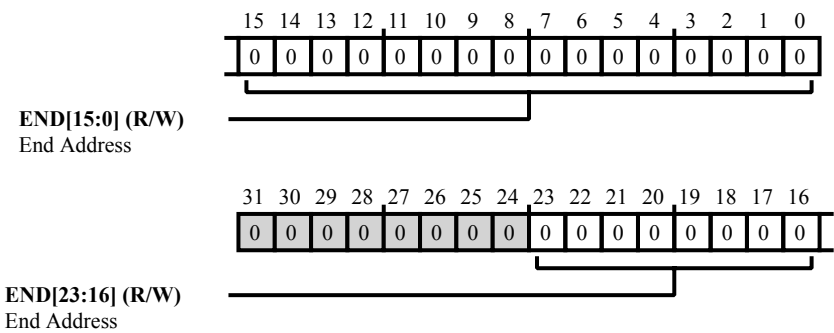 15 14 13 12 11 10 9 8 7 6 5 4 3 2 1 0
0 0 0 0 0 0 0 0 0 0 0 0 0 0 0 0
END[15:0] (R/W)
End Address
31 30 29 28 27 26 25 24 23 22 21 20 19 18 17 16
0 0 0 0 0 0 0 0 0 0 0 0 0 0 0 0
END[23:16] (R/W)
End Address